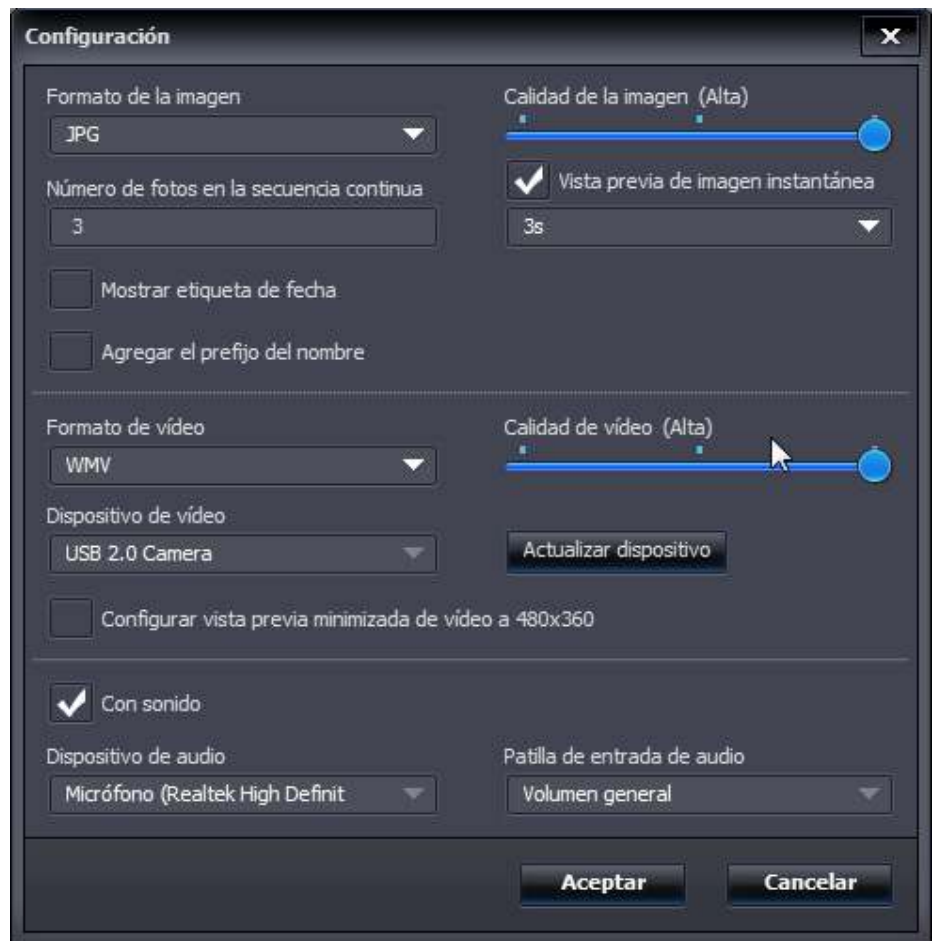 Configuración
Formato de la imagen
Calidad de la imagen (Alta)
JPG
Vista previa de imagen instantánea
Número de fotos en la secuencia continua
3
3s
Mostrar etiqueta de fecha
Agregar el prefijo del nombre
Formato de vídeo
Calidad de vídeo (Alta)
WMV
Dispositivo de vídeo
USB 2.0 Camera
Actualizar dispositivo
Configurar vista previa minimizada de vídeo a 480x360
Con sonido
Dispositivo de audio
Patilla de entrada de audio
Micrófono (Realtek High Definit
Volumen general
Aceptar
Cancelar